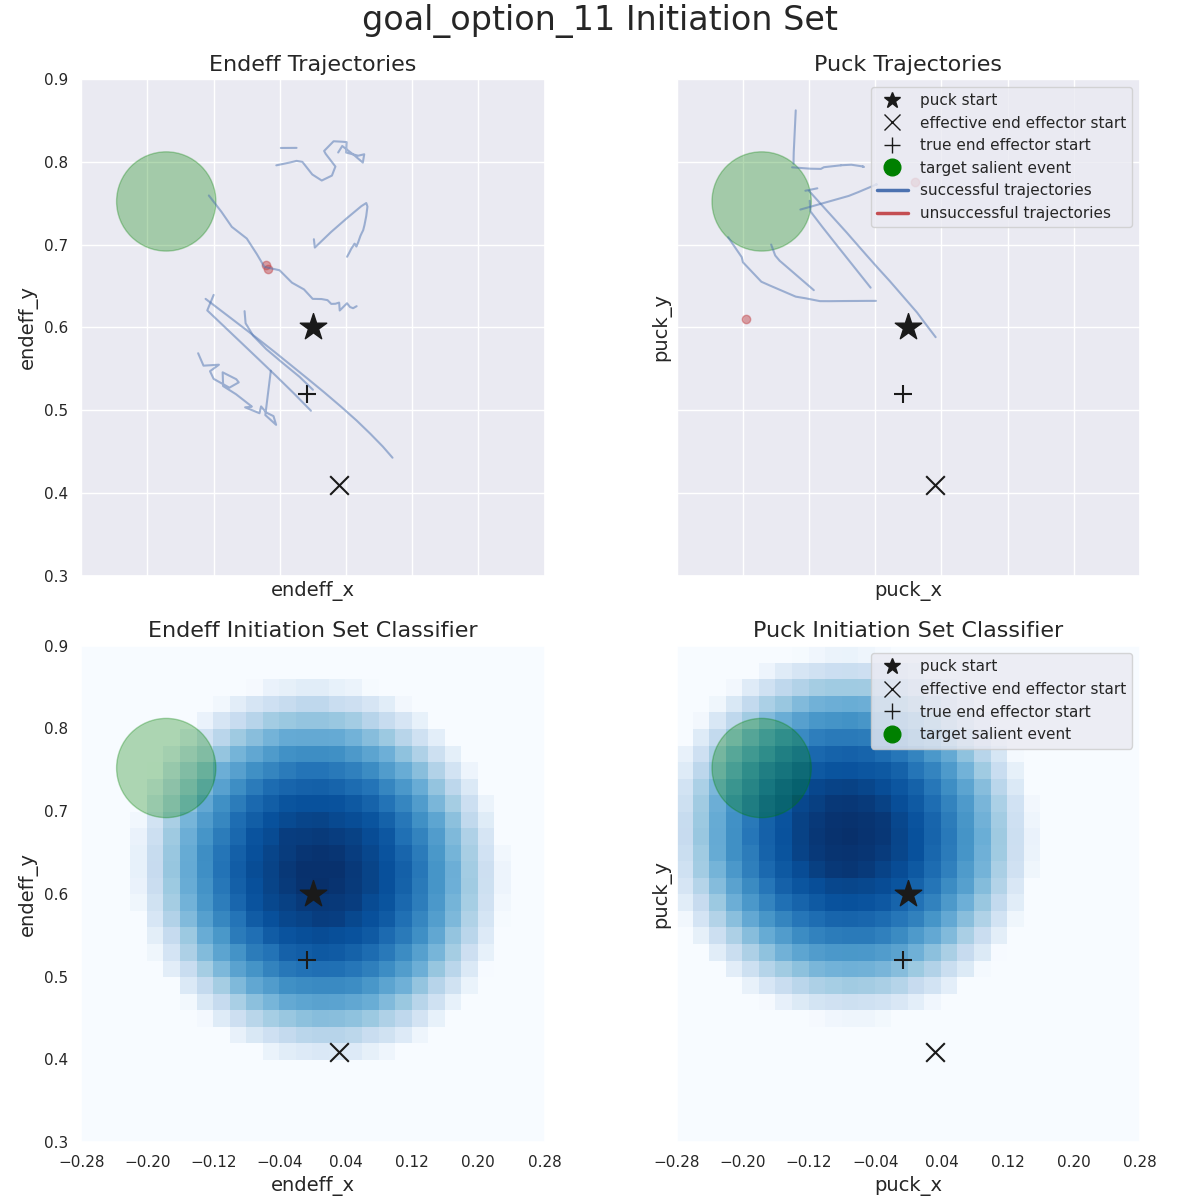 goal_option_11 Initiation Set
Endeff Trajectories
0.9
0.8
0.7
0.6
0.5
0.4
0.3
endeff_y
endeff_x
Puck Trajectories
puck start
effective end effector start
true end effector start
target salient event
successful trajectories
unsuccessful trajectories
puck_y
puck_x
Endeff Initiation Set Classifier
0.9
0.8
0.7
0.6
0.5
0.4
0.3
endeff_y
−0.28 −0.20 −0.12 −0.04 0.04 0.12 0.20 0.28
endeff_x
Puck Initiation Set Classifier
puck start
effective end effector start
true end effector start
target salient event
puck_y
−0.28 −0.20 −0.12 −0.04 0.04 0.12 0.20 0.28
puck_x